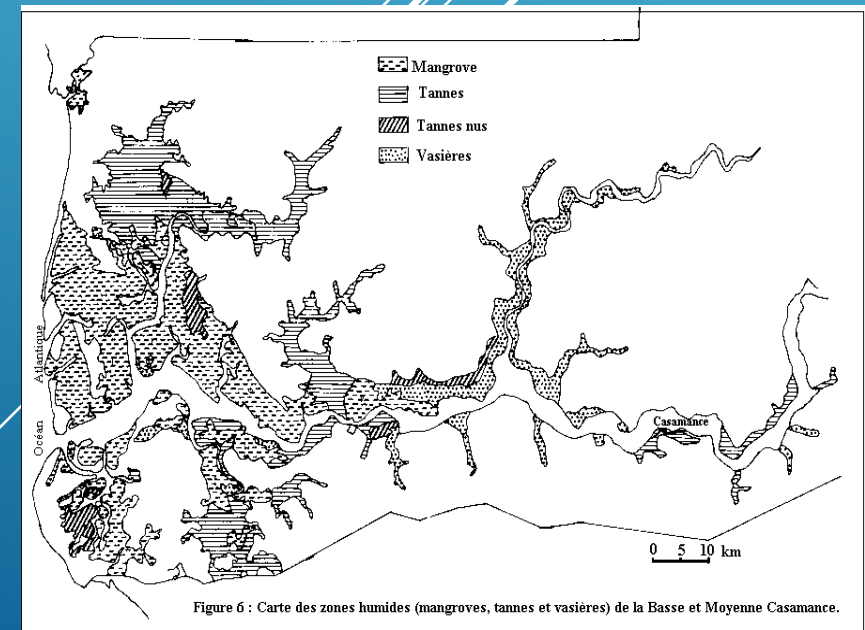 Mangrove
Tannes
Tannes nus
Vasières
Océan Atlantique
Casamance
0 5 10 km
Figure 6 : Carte des zones humides (mangroves, tannes et vasières) de la Basse et Moyenne Casamance.